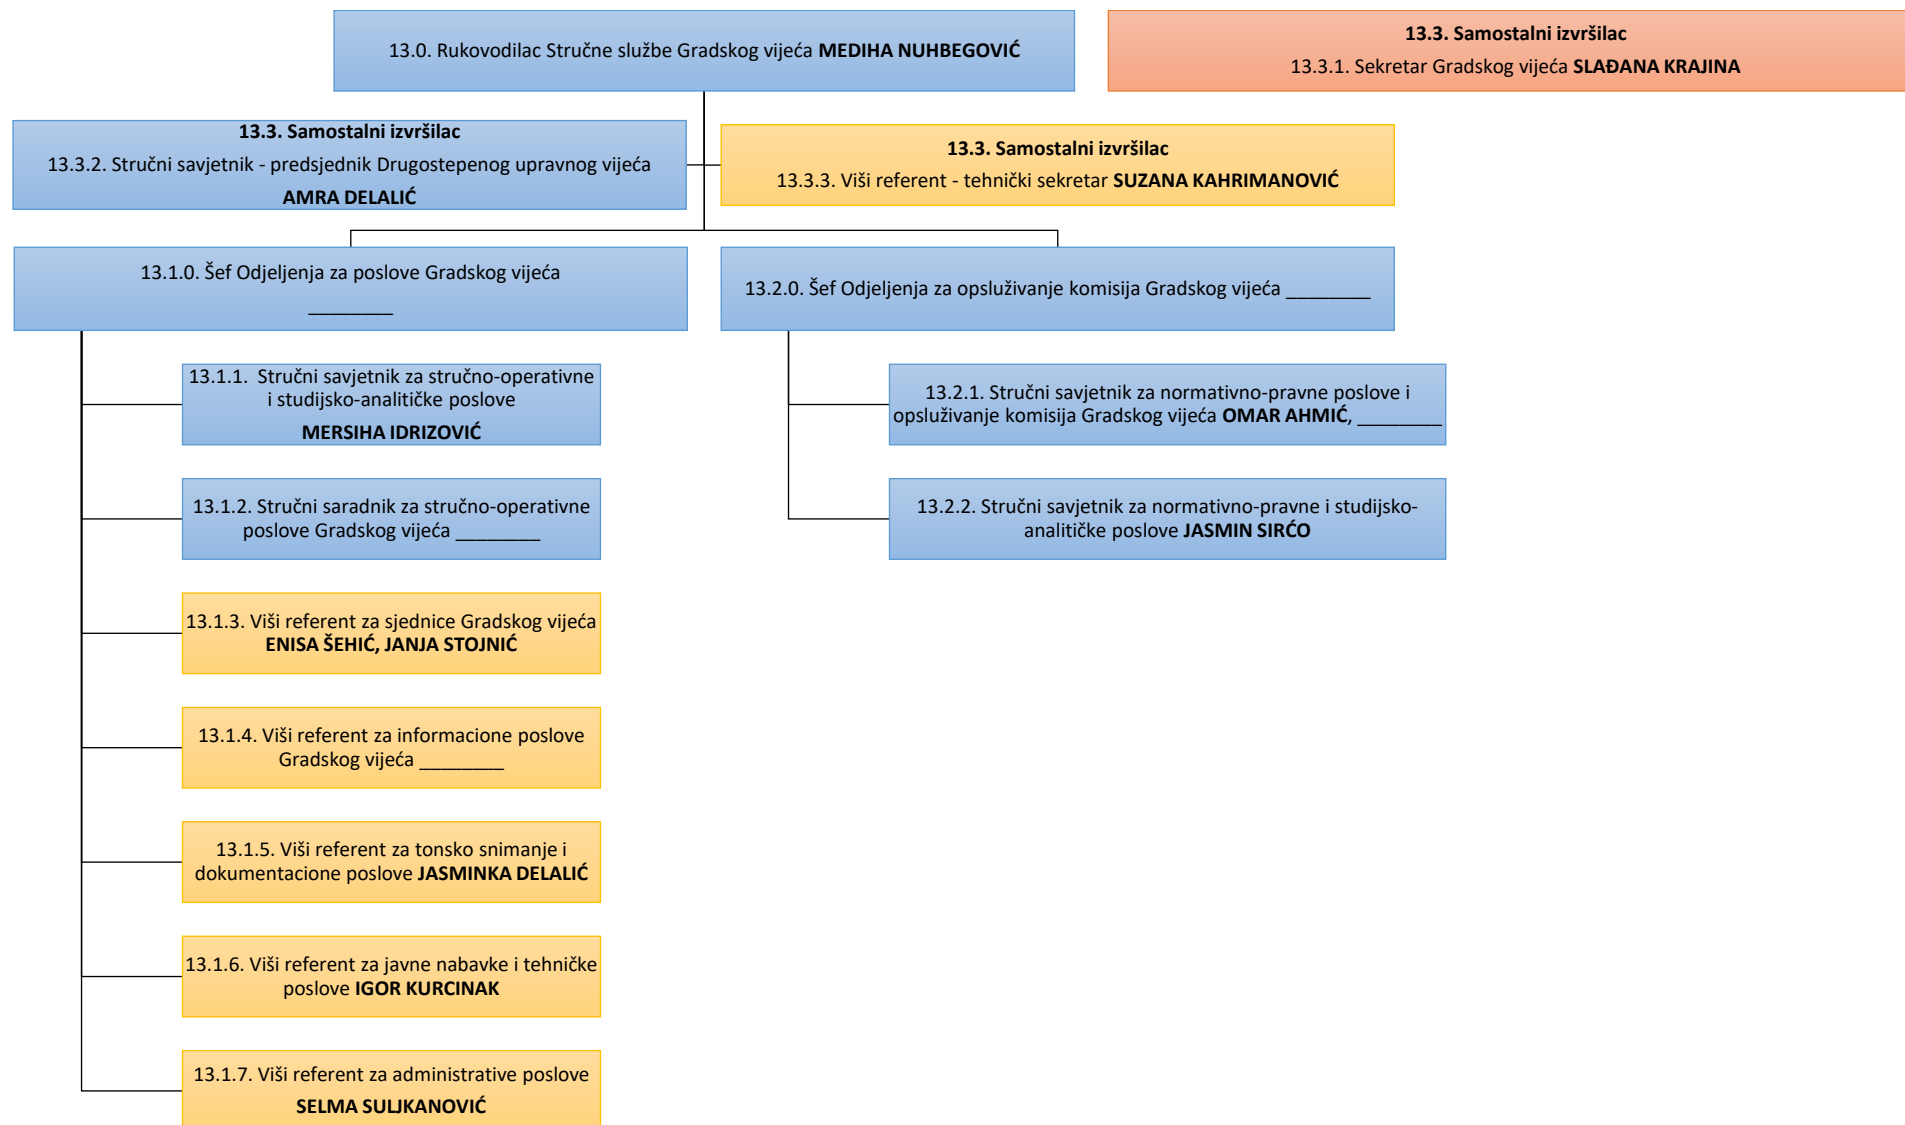 13.0. Rukovodilac Stručne službe Gradskog vijeća MEDIHA NUHBEGOVIĆ
13.3. Samostalni izvršilac
13.3.1. Sekretar Gradskog vijeća SLAĐANA KRAJINA
13.3. Samostalni izvršilac
13.3.2. Stručni savjetnik - predsjednik Drugostepenog upravnog vijeća
AMRA DELALIĆ
13.3. Samostalni izvršilac
13.3.3. Viši referent - tehnički sekretar SUZANA KAHRIMANOVIĆ
13.1.0. Šef Odjeljenja za poslove Gradskog vijeća
________
13.2.0. Šef Odjeljenja za opsluživanje komisija Gradskog vijeća ________
13.1.1. Stručni savjetnik za stručno-operativne
i studijsko-analitičke poslove
MERSIHA IDRIZOVIĆ
13.1.2. Stručni saradnik za stručno-operativne
poslove Gradskog vijeća ________
13.1.3. Viši referent za sjednice Gradskog vijeća
ENISA ŠEHIĆ, JANJA STOJNIĆ
13.1.4. Viši referent za informacione poslove
Gradskog vijeća ________
13.1.5. Viši referent za tonsko snimanje i
dokumentacione poslove JASMINKA DELALIĆ
13.1.6. Viši referent za javne nabavke i tehničke
poslove IGOR KURCINAK
13.1.7. Viši referent za administrative poslove
SELMA SULJKANOVIĆ
13.2.1. Stručni savjetnik za normativno-pravne poslove i
opsluživanje komisija Gradskog vijeća OMAR AHMIĆ, ________
13.2.2. Stručni savjetnik za normativno-pravne i studijsko-
analitičke poslove JASMIN SIRĆO